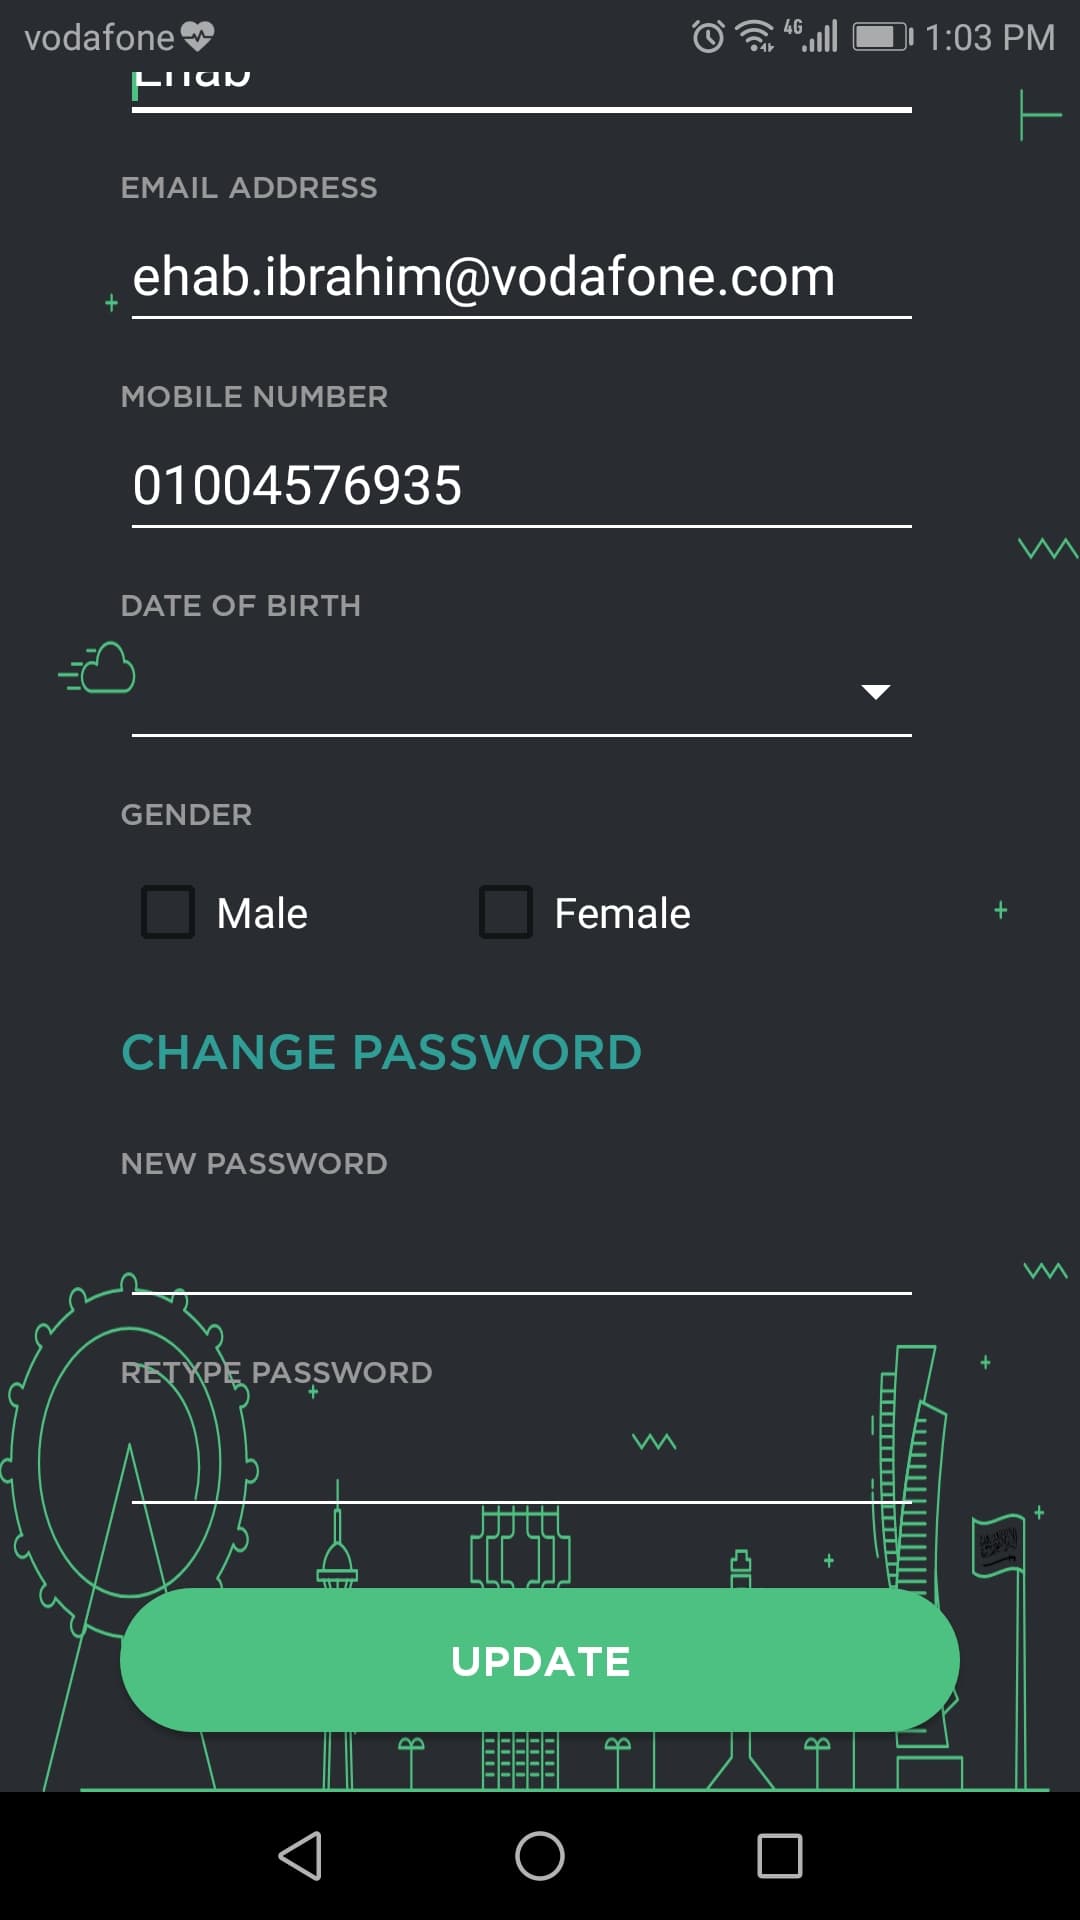 vodafone 4G 1:03 PM
Ehab
EMAIL ADDRESS
ehab.ibrahim@vodafone.com
MOBILE NUMBER
01004576935
DATE OF BIRTH
GENDER
Male Female
CHANGE PASSWORD
NEW PASSWORD
RETYPE PASSWORD
UPDATE